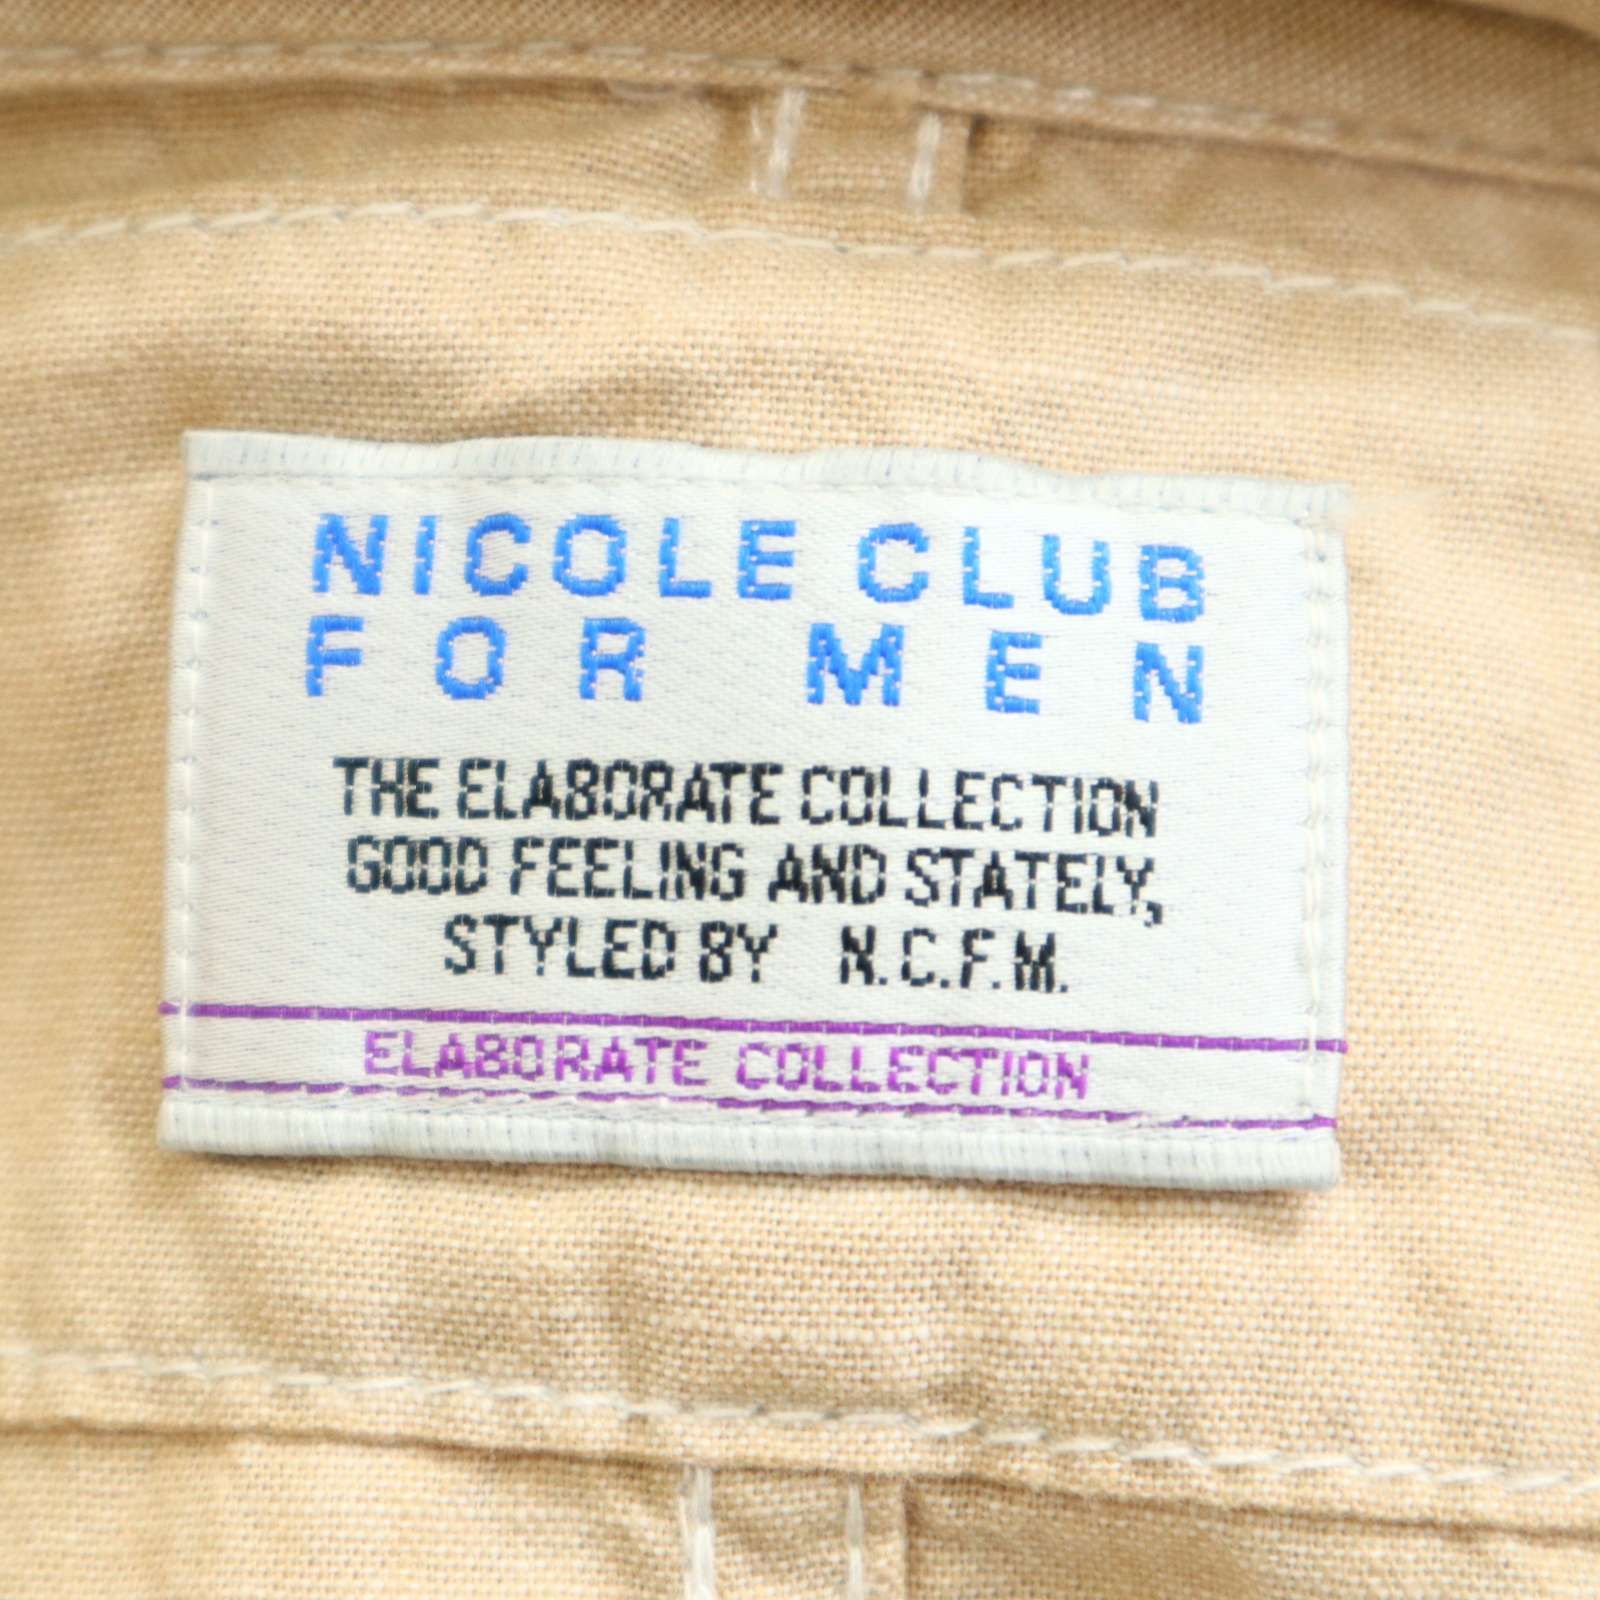 NICOLE CLUB
FOR MEN
THE ELABORATE COLLECTION
GOOD FEELING AND STATELY,
STYLED BY N.C.F.M.
ELABORATE COLLECTION